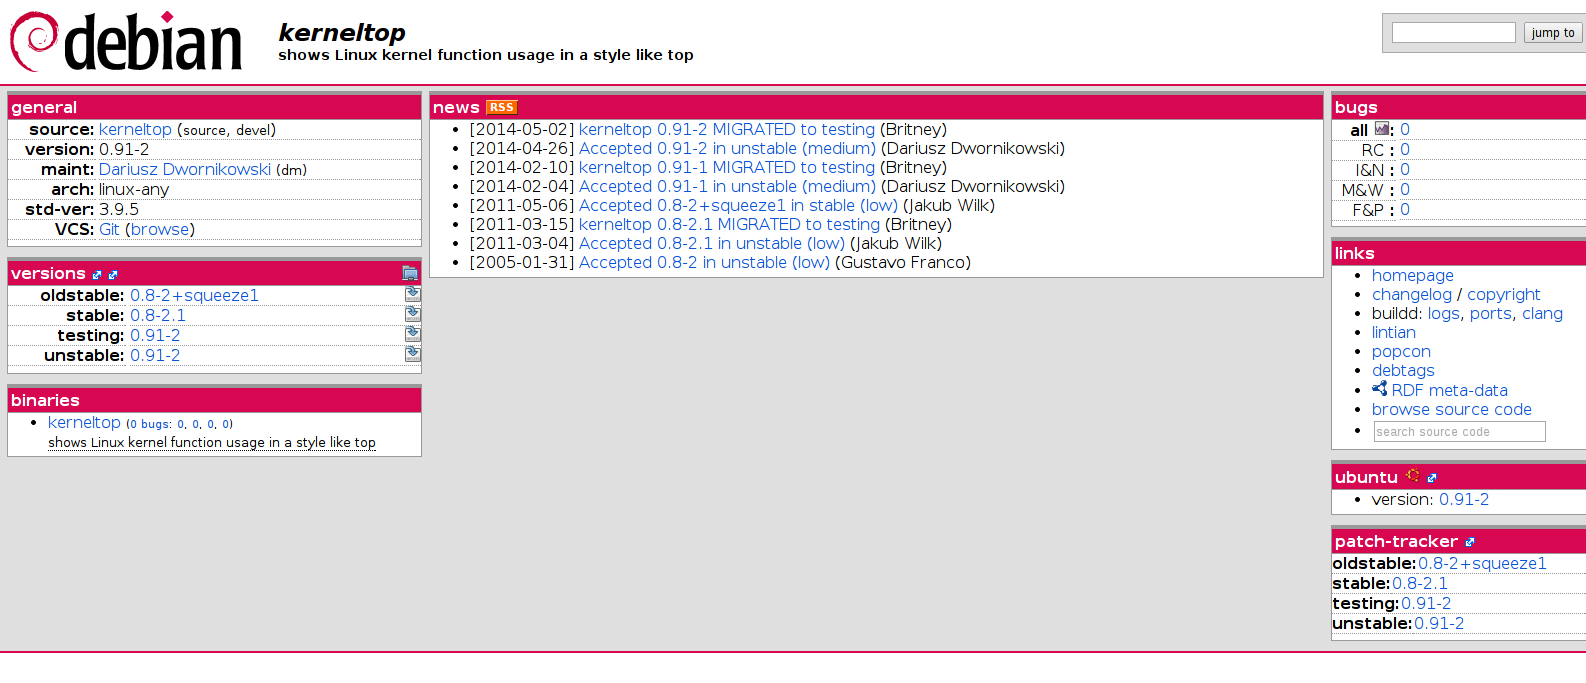 debian
kerneltop
shows Linux kernel function usage in a style like top
jump to
general
source: kerneltop (source, devel)
version: 0.91-2
maint: Dariusz Dwornikowski (dm)
arch: linux-any
std-ver: 3.9.5
VCS: Git (browse)
versions
oldstable: 0.8-2+squeeze1
stable: 0.8-2.1
testing: 0.91-2
unstable: 0.91-2
binaries
• kerneltop (0 bugs: 0, 0, 0, 0)
shows Linux kernel function usage in a style like top
news RSS
• [2014-05-02] kerneltop 0.91-2 MIGRATED to testing (Britney)
• [2014-04-26] Accepted 0.91-2 in unstable (medium) (Dariusz Dwornikowski)
• [2014-02-10] kerneltop 0.91-1 MIGRATED to testing (Britney)
• [2014-02-04] Accepted 0.91-1 in unstable (medium) (Dariusz Dwornikowski)
• [2011-05-06] Accepted 0.8-2+squeeze1 in stable (low) (Jakub Wilk)
• [2011-03-15] kerneltop 0.8-2.1 MIGRATED to testing (Britney)
• [2011-03-04] Accepted 0.8-2.1 in unstable (low) (Jakub Wilk)
• [2005-01-31] Accepted 0.8-2 in unstable (low) (Gustavo Franco)
bugs
all : 0
RC : 0
I&N : 0
M&W : 0
F&P : 0
links
• homepage
• changelog / copyright
• buildd: logs, ports, clang
• lintian
• popcon
• debtags
• RDF meta-data
• browse source code
• search source code
ubuntu
• version: 0.91-2
patch-tracker
oldstable: 0.8-2+squeeze1
stable: 0.8-2.1
testing: 0.91-2
unstable: 0.91-2